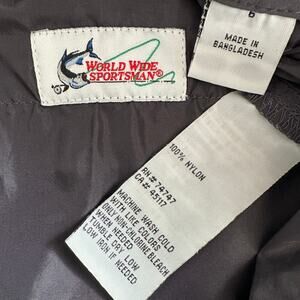 WORLD WIDE
SPORTSMAN®
MADE IN
BANGLADESH
100% NYLON
RN# 74747
CA# 45117
MACHINE WASH COLD
WITH LIKE COLORS
ONLY NON-CHLORINE BLEACH
WHEN NEEDED
TUMBLE DRY LOW
LOW IRON IF NEEDED